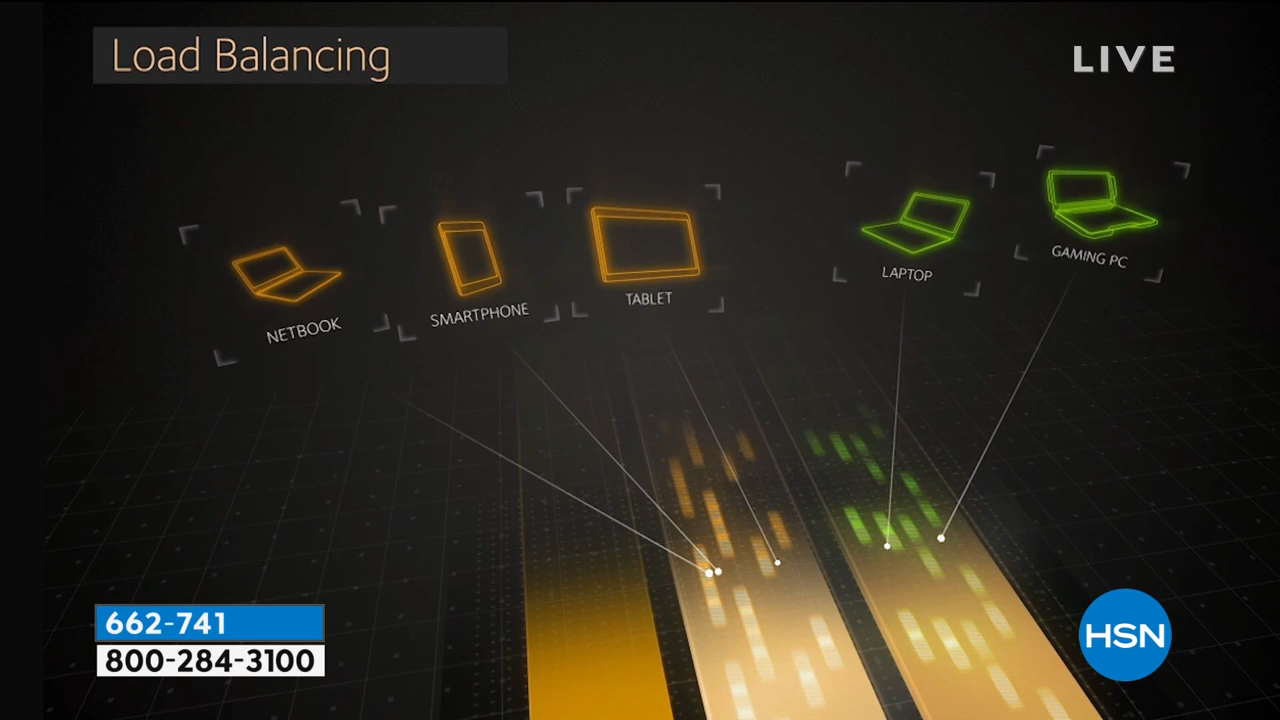 Load Balancing
LIVE
NETBOOK
SMARTPHONE
TABLET
LAPTOP
GAMING PC
662-741
800-284-3100
HSN